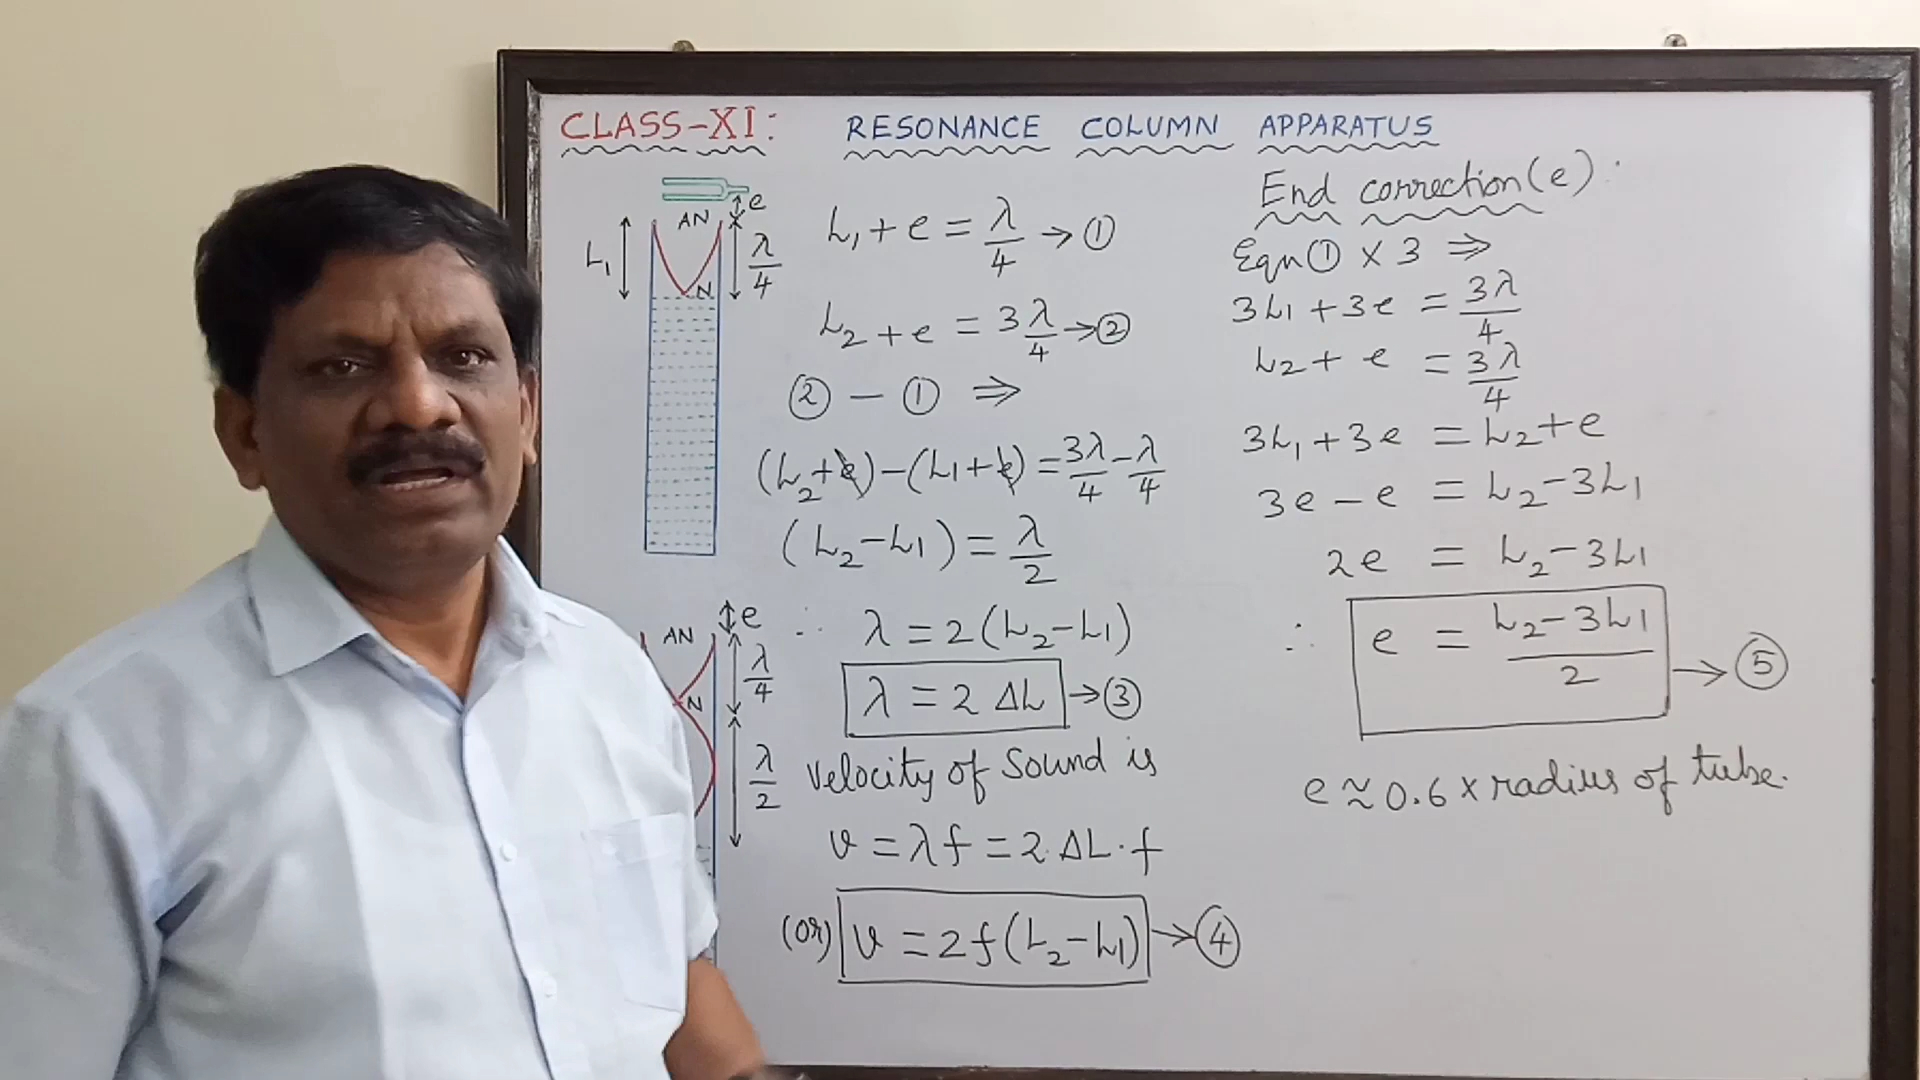 CLASS-XI: RESONANCE COLUMN APPARATUS
e
AN
L₁
λ/4
N
e
AN
λ/4
N
λ/2
L₁ + e = λ/4 → ①
L₂ + e = 3λ/4 → ②
② − ① ⇒
(L₂+e) − (L₁+e) = 3λ/4 − λ/4
(L₂−L₁) = λ/2
∴ λ = 2(L₂−L₁)
λ = 2 ΔL → ③
Velocity of Sound is
v = λf = 2·ΔL·f
(or) v = 2f(L₂−L₁) → ④
End correction(e):
Eqn ① × 3 ⇒
3L₁ + 3e = 3λ/4
L₂ + e = 3λ/4
3L₁ + 3e = L₂ + e
3e − e = L₂ − 3L₁
2e = L₂ − 3L₁
∴ e = (L₂ − 3L₁)/2 → ⑤
e ≈ 0.6 × radius of tube.